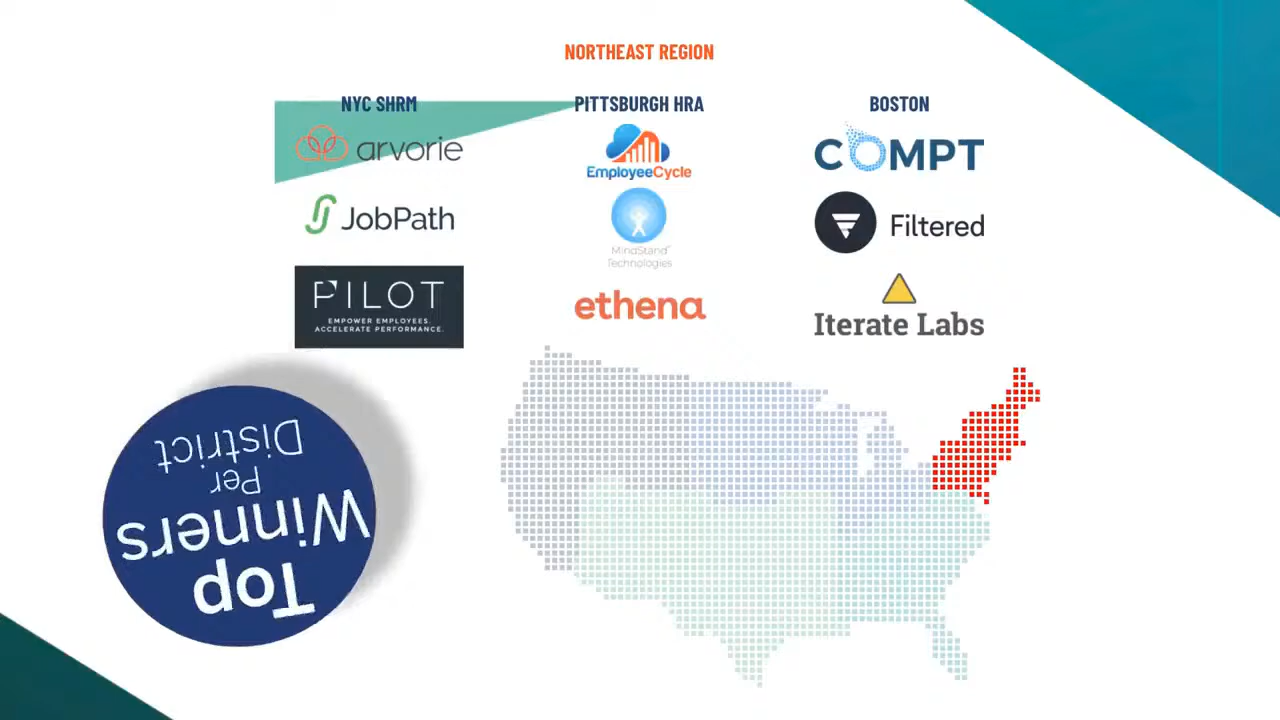 NORTHEAST REGION
NYC SHRM
arvorie
JobPath
PILOT
EMPOWER EMPLOYEES.
ACCELERATE PERFORMANCE.
PITTSBURGH HRA
EmployeeCycle
MindStand
Technologies
ethena
BOSTON
COMPT
Filtered
Iterate Labs
Top
Winners
Per
District